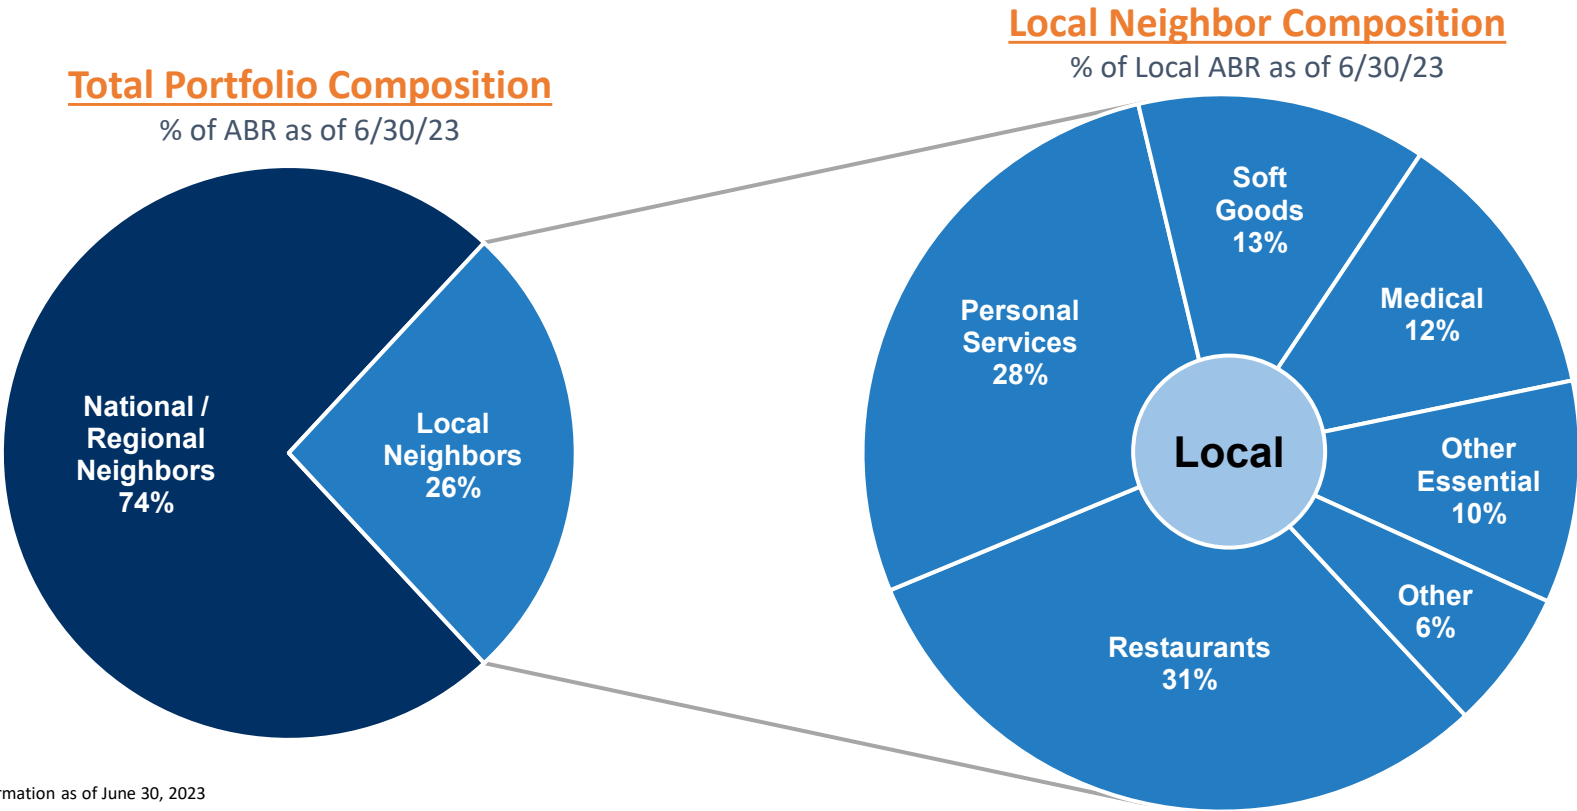 Total Portfolio Composition
% of ABR as of 6/30/23
National /
Regional
Neighbors
74%
Local
Neighbors
26%
Local Neighbor Composition
% of Local ABR as of 6/30/23
Soft
Goods
13%
Medical
12%
Personal
Services
28%
Local
Other
Essential
10%
Other
6%
Restaurants
31%
rmation as of June 30, 2023